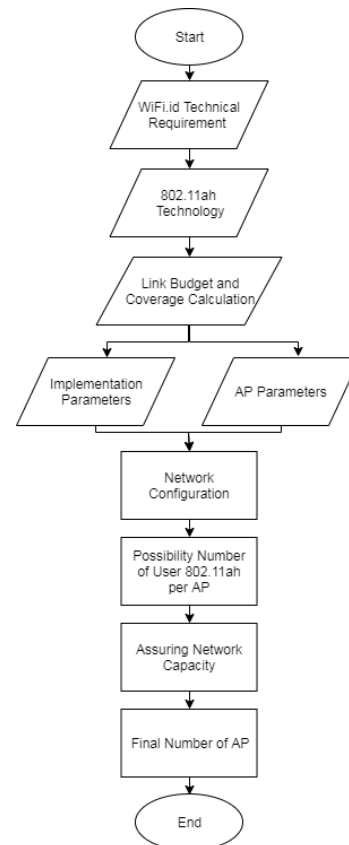 Start
WiFi.id Technical
Requirement
802.11ah
Technology
Link Budget and
Coverage Calculation
Implementation
Parameters
AP Parameters
Network
Configuration
Possibility Number
of User 802.11ah
per AP
Assuring Network
Capacity
Final Number of AP
End